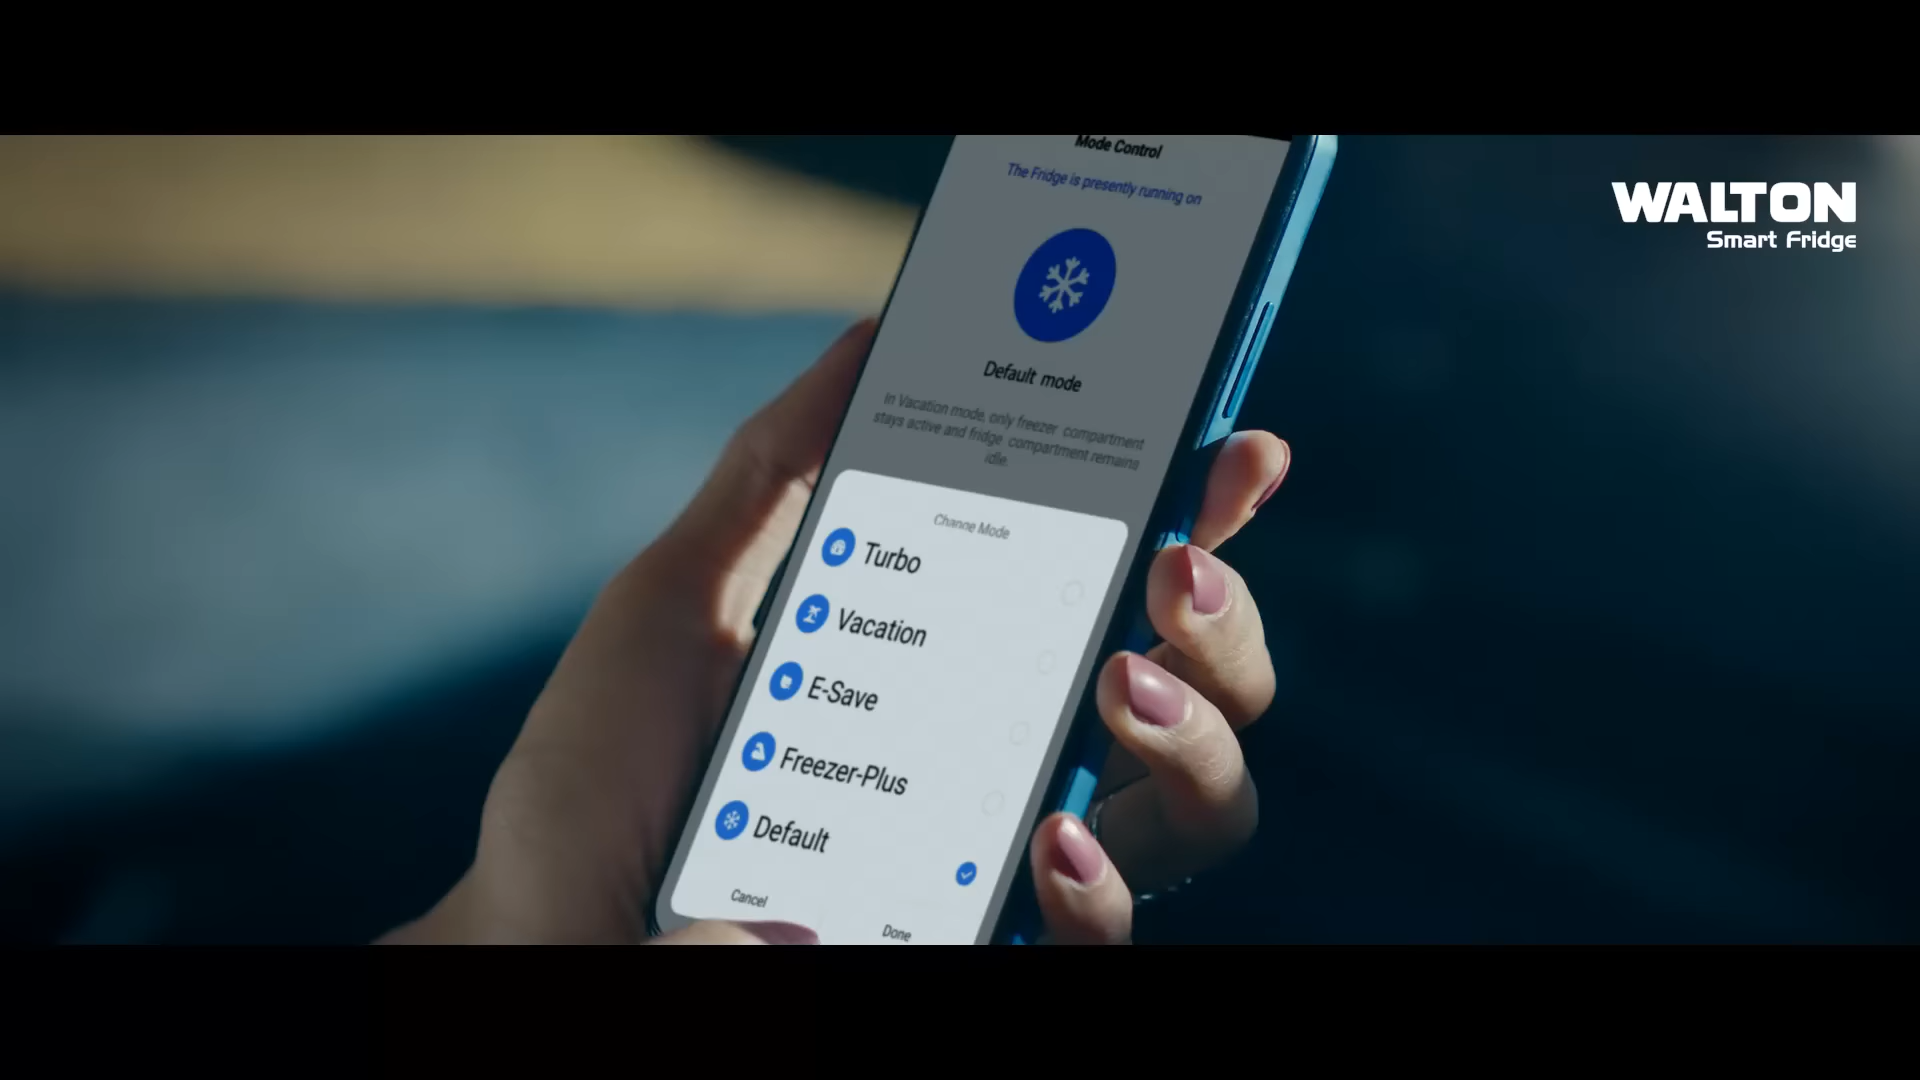 Mode Control
The Fridge is presently running on
WALTON
Smart Fridge
Default mode
In Vacation mode, only freezer compartment
stays active and fridge compartment remains
idle.
Change Mode
Turbo
Vacation
E-Save
Freezer-Plus
Default
Cancel
Done